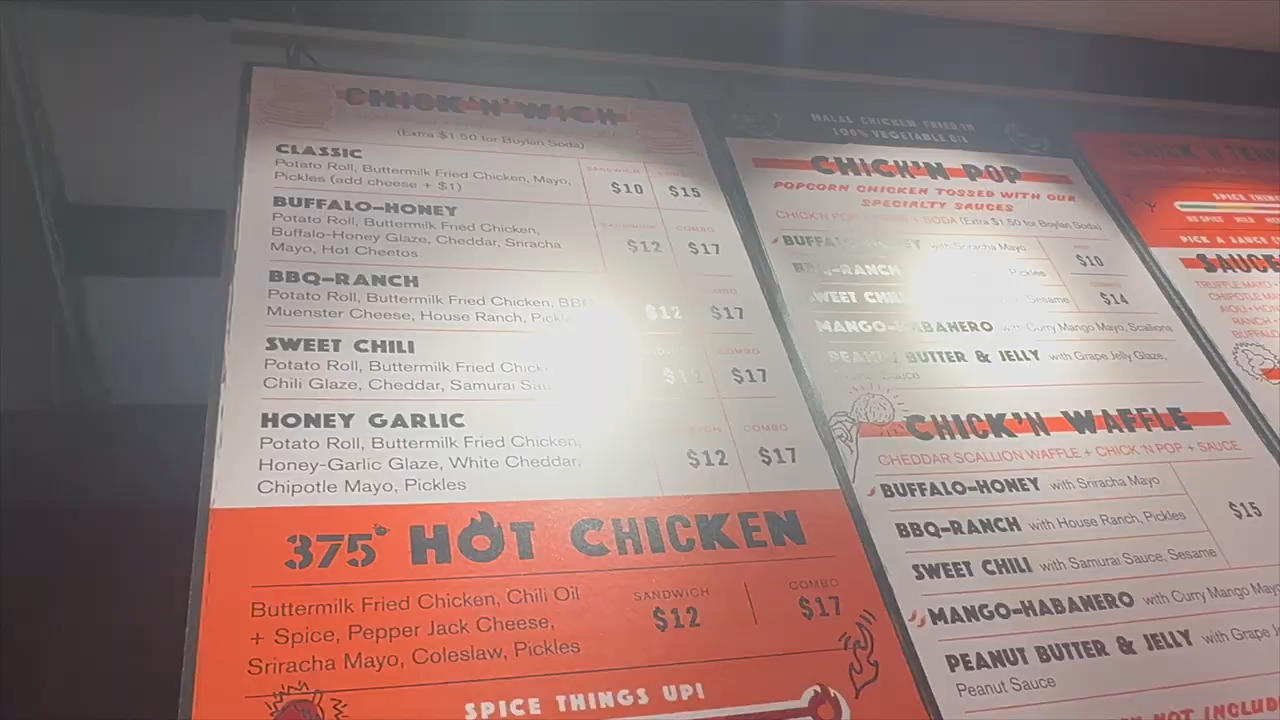 CHICK'N'WICH
(Extra $1.50 for Boylan Soda)
CLASSIC
Potato Roll, Buttermilk Fried Chicken, Mayo,
Pickles (add cheese + $1)
SANDWICH
$10
COMBO
$15
BUFFALO-HONEY
Potato Roll, Buttermilk Fried Chicken,
Buffalo-Honey Glaze, Cheddar, Sriracha
Mayo, Hot Cheetos
SANDWICH
$12
COMBO
$17
BBQ-RANCH
Potato Roll, Buttermilk Fried Chicken, BBQ
Muenster Cheese, House Ranch, Pickles
$12
COMBO
$17
SWEET CHILI
Potato Roll, Buttermilk Fried
Chili Glaze, Cheddar, Samurai
$12
COMBO
$17
HONEY GARLIC
Potato Roll, Buttermilk Fried Chicken,
Honey-Garlic Glaze, White Cheddar,
Chipotle Mayo, Pickles
$12
COMBO
$17
375° HOT CHICKEN
Buttermilk Fried Chicken, Chili Oil
+ Spice, Pepper Jack Cheese,
Sriracha Mayo, Coleslaw, Pickles
SANDWICH
$12
COMBO
$17
SPICE THINGS UP!
HALAL CHICKEN FRIED IN
100% VEGETABLE OIL
CHICK'N POP
POPCORN CHICKEN TOSSED WITH OUR
SPECIALTY SAUCES
CHICK'N POP + SODA (Extra $1.50 for Boylan Soda)
BUFFALO-HONEY with Sriracha Mayo
BBQ-RANCH Pickles
SWEET CHILI Sesame
MANGO-HABANERO with Curry Mango Mayo, Scallions
PEANUT BUTTER & JELLY with Grape Jelly Glaze,
Sauce
$10
$14
CHICK'N WAFFLE
CHEDDAR SCALLION WAFFLE + CHICK'N POP + SAUCE
BUFFALO-HONEY with Sriracha Mayo
BBQ-RANCH with House Ranch, Pickles
SWEET CHILI with Samurai Sauce, Sesame
MANGO-HABANERO with Curry Mango Mayo
PEANUT BUTTER & JELLY with Grape
Peanut Sauce
$15
NOT
CHICK'N
SPICE THINGS
NO SPICE MILD
PICK A SAUCE
SAUCE
TRUFFLE MAYO
CHIPOTLE
AIOLI
RANCH
BUFFALO